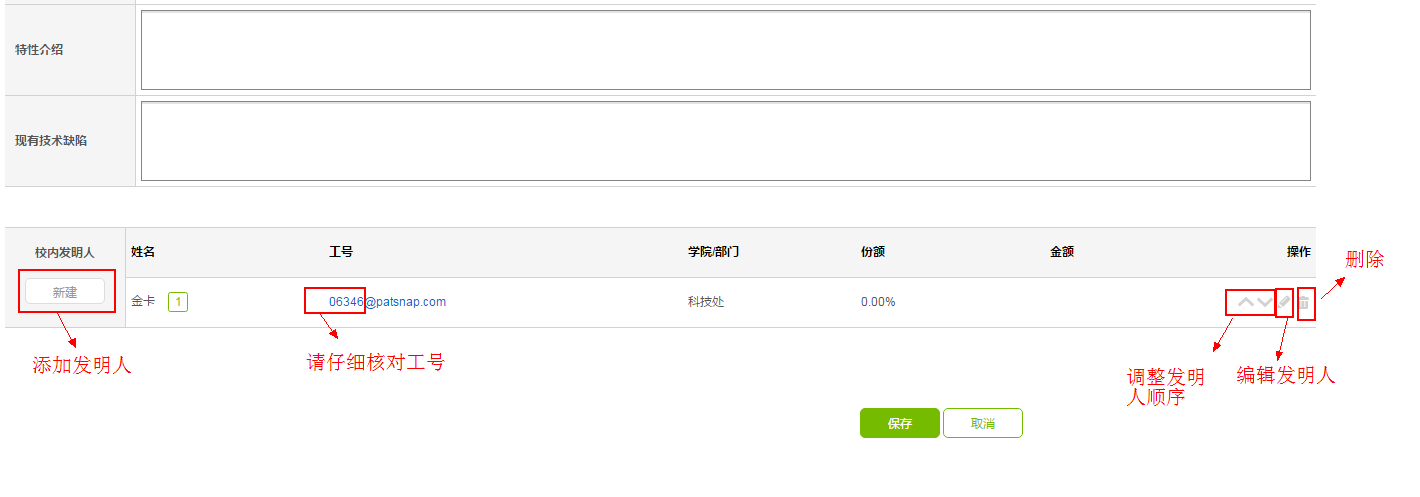 特性介绍
现有技术缺陷
校内发明人 姓名 工号 学院/部门 份额 金额 操作
删除
新建 金卡 1 06346@patsnap.com 科技处 0.00%
添加发明人 请仔细核对工号 调整发明 编辑发明人
人顺序
保存 取消